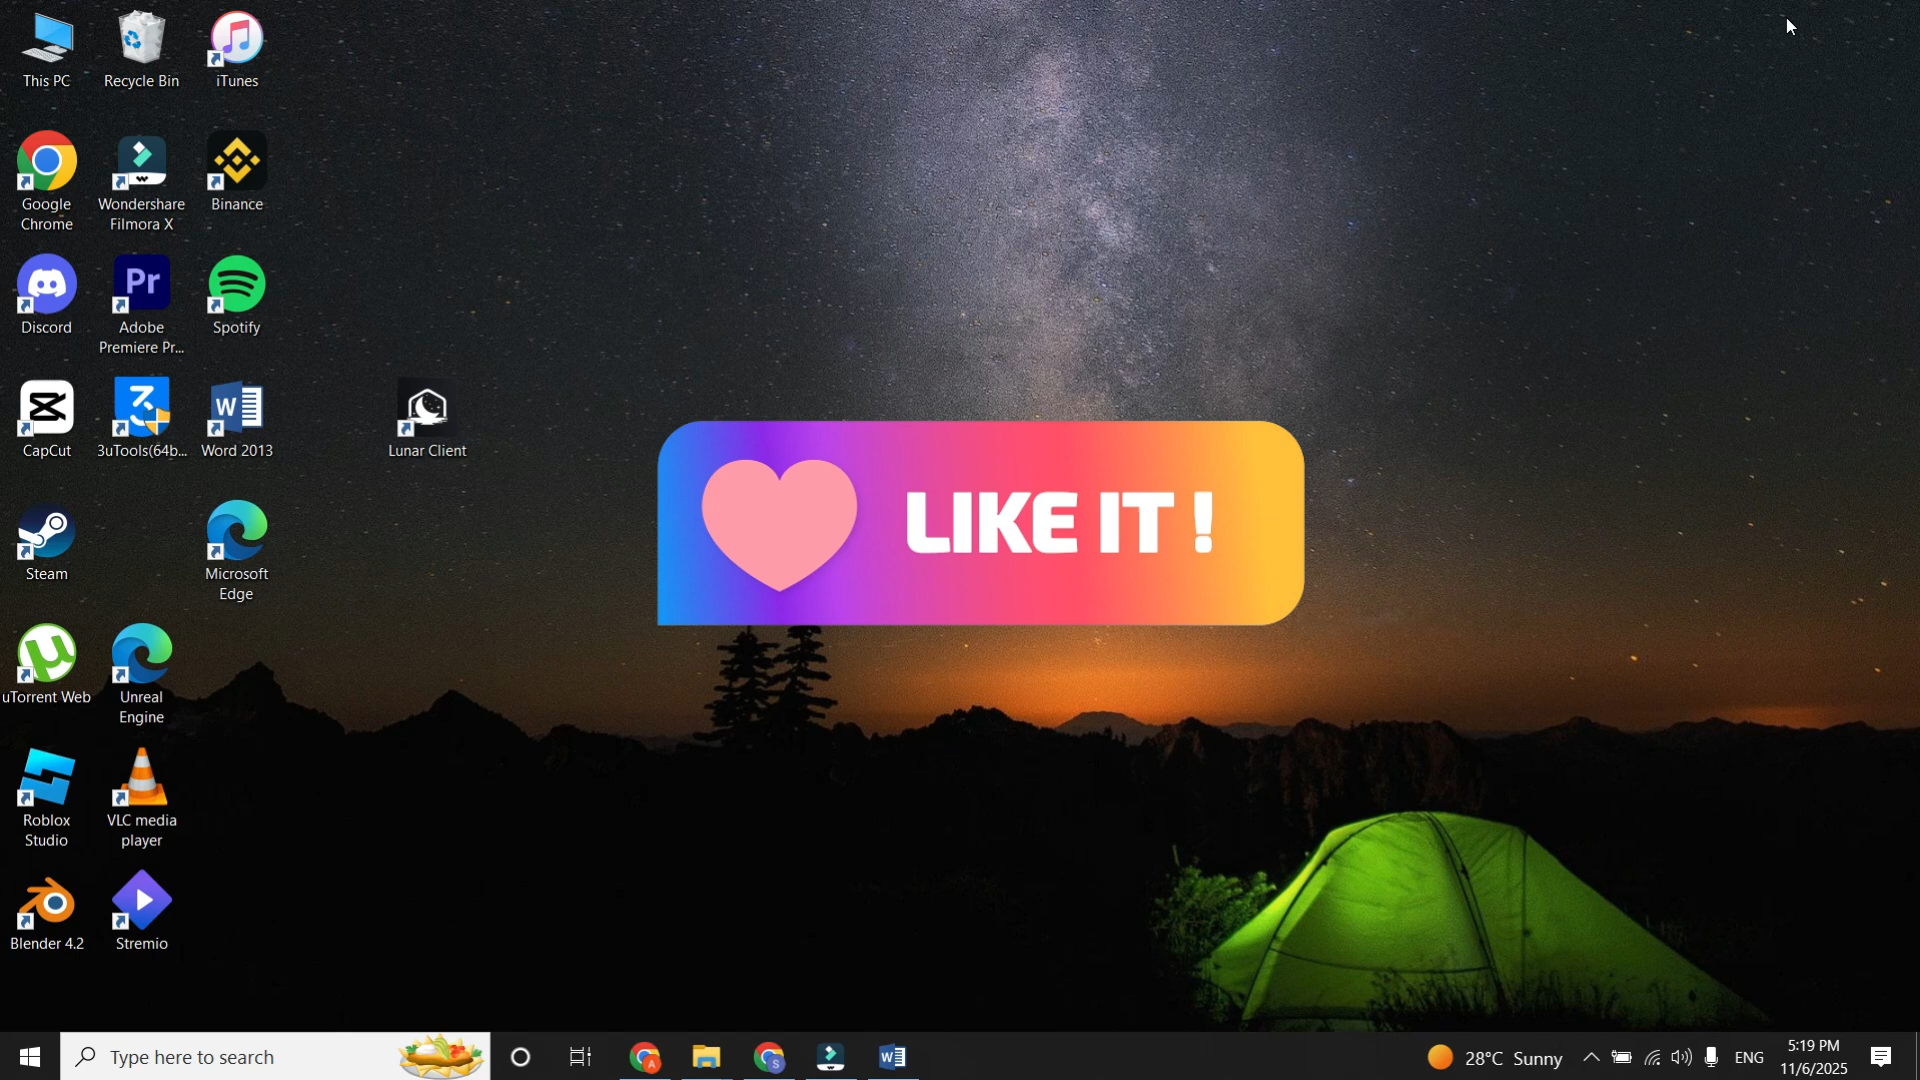 This PC
Recycle Bin
iTunes
Google
Chrome
Wondershare
Filmora X
Binance
Discord
Pr
Adobe
Premiere Pr...
Spotify
CapCut
3uTools(64b...
W
Word 2013
Lunar Client
LIKE IT !
Steam
Microsoft
Edge
uTorrent Web
Unreal
Engine
Roblox
Studio
VLC media
player
Blender 4.2
Stremio
Type here to search
A
S
W
28°C Sunny
ENG
5:19 PM
11/6/2025